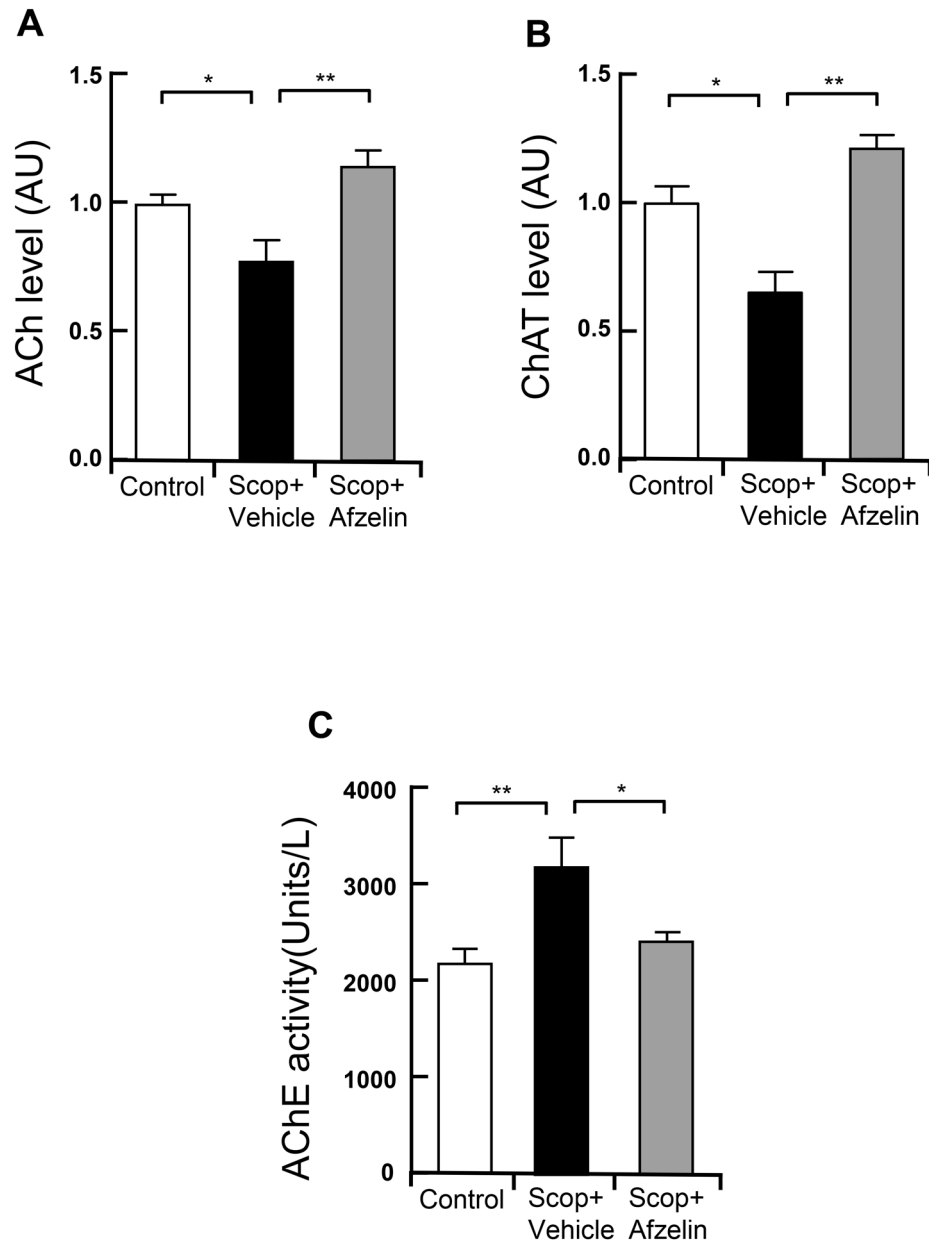 A
ACh level (AU)
1.5
1.0
0.5
0.0
*
**
Control
Scop+
Vehicle
Scop+
Afzelin
B
ChAT level (AU)
1.5
1.0
0.5
0.0
*
**
Control
Scop+
Vehicle
Scop+
Afzelin
C
AChE activity(Units/L)
4000
3000
2000
1000
0
**
*
Control
Scop+
Vehicle
Scop+
Afzelin